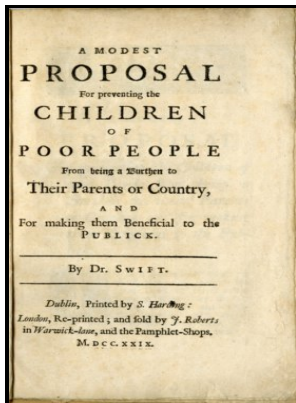 A MODEST
PROPOSAL
For preventing the
CHILDREN
OF
POOR PEOPLE
From being a Burthen to
Their Parents or Country,
AND
For making them Beneficial to the
PUBLICK.
By Dr. SWIFT.
Dublin, Printed by S. Harding:
London, Re-printed; and sold by J. Roberts
in Warwick-lane, and the Pamphlet-Shops.
M. DCC. XXIX.